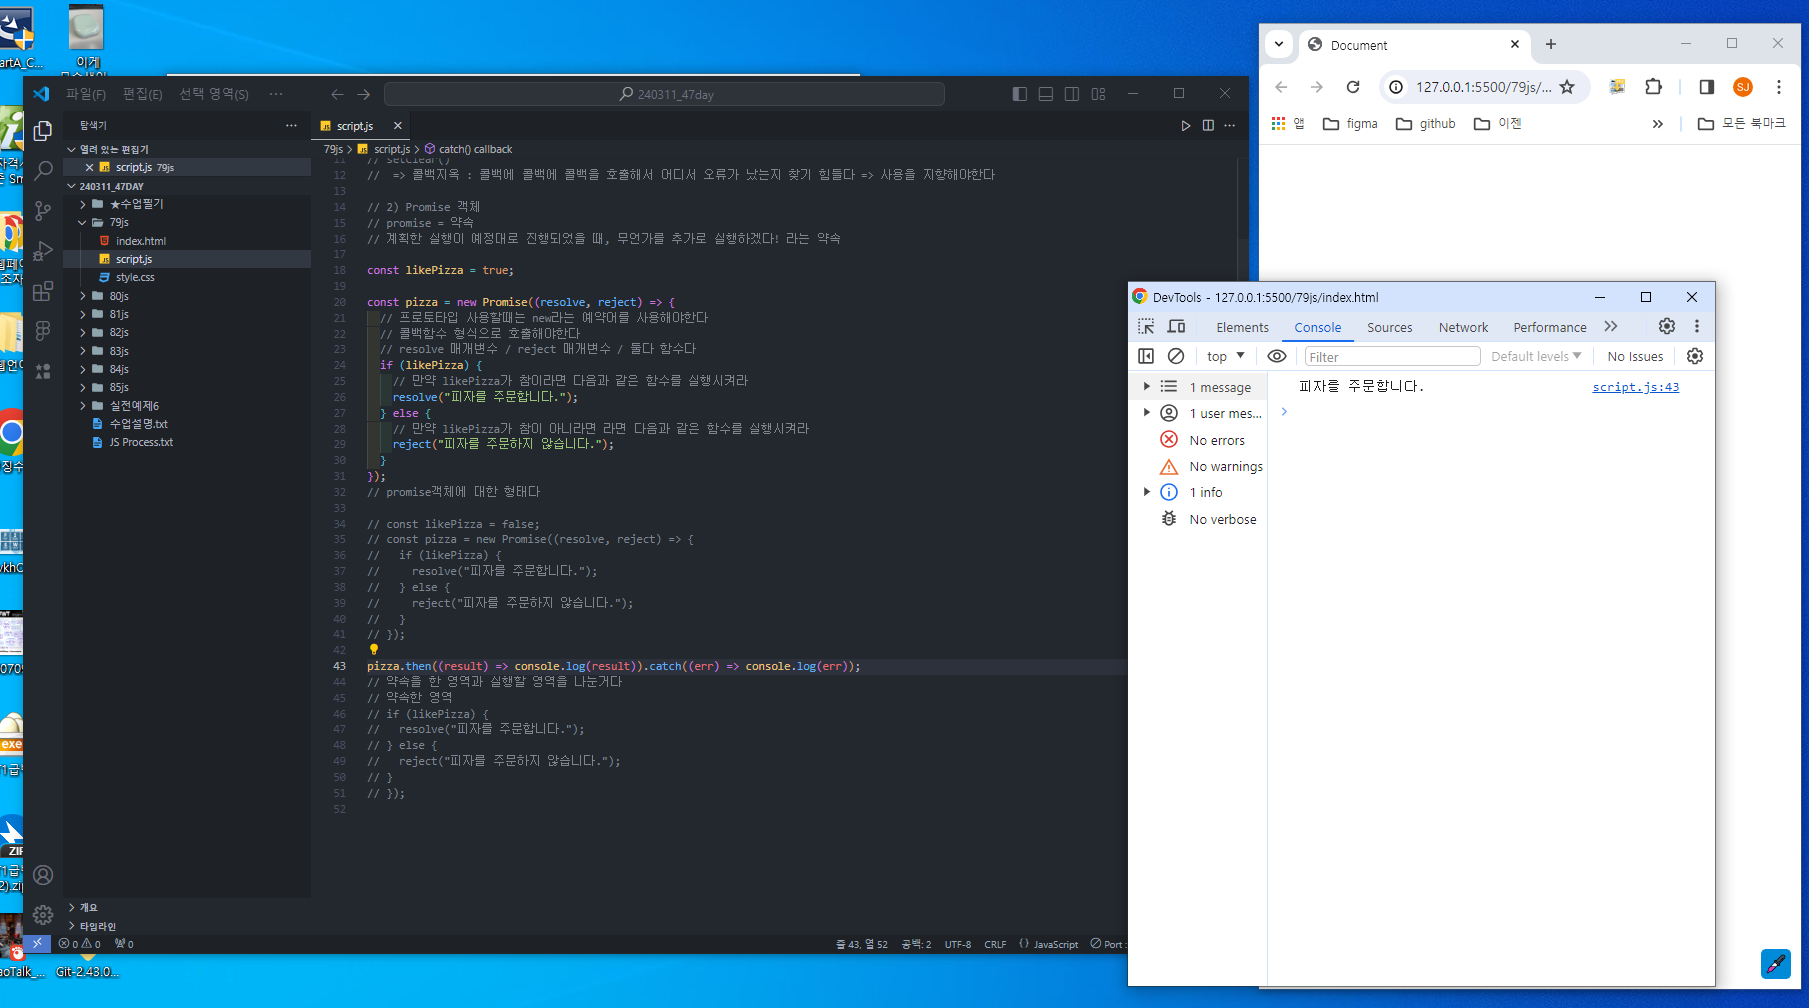 이게
파일(F) 편집(E) 선택 영역(S) ···
240311_47day
탐색기
열려 있는 편집기
script.js 79js
240311_47DAY
★수업필기
79js
index.html
script.js
style.css
80js
81js
82js
83js
84js
85js
실전예제6
수업설명.txt
JS Process.txt
개요
타임라인
script.js
79js > script.js > catch() callback
11 // setClear()
12 //  => 콜백지옥 : 콜백에 콜백에 콜백을 호출해서 어디서 오류가 났는지 찾기 힘들다 => 사용을 지향해야한다
13
14 // 2) Promise 객체
15 // promise = 약속
16 // 계획한 실행이 예정대로 진행되었을 때, 무언가를 추가로 실행하겠다! 라는 약속
17
18 const likePizza = true;
19
20 const pizza = new Promise((resolve, reject) => {
21 // 프로토타입 사용할때는 new라는 예약어를 사용해야한다
22 // 콜백함수 형식으로 호출해야한다
23 // resolve 매개변수 / reject 매개변수 / 둘다 함수다
24 if (likePizza) {
25 // 만약 likePizza가 참이라면 다음과 같은 함수를 실행시켜라
26 resolve("피자를 주문합니다.");
27 } else {
28 // 만약 likePizza가 참이 아니라면 라면 다음과 같은 함수를 실행시켜라
29 reject("피자를 주문하지 않습니다.");
30 }
31 });
32 // promise객체에 대한 형태다
33
34 // const likePizza = false;
35 // const pizza = new Promise((resolve, reject) => {
36 //   if (likePizza) {
37 //     resolve("피자를 주문합니다.");
38 //   } else {
39 //     reject("피자를 주문하지 않습니다.");
40 //   }
41 // });
42
43 pizza.then((result) => console.log(result)).catch((err) => console.log(err));
44 // 약속을 한 영역과 실행할 영역을 나눈거다
45 // 약속한 영역
46 // if (likePizza) {
47 //   resolve("피자를 주문합니다.");
48 // } else {
49 //   reject("피자를 주문하지 않습니다.");
50 // }
51 // });
52
0 0 0
줄 43, 열 52 공백: 2 UTF-8 CRLF {} JavaScript Port :
Git-2.43.0...
Document
127.0.0.1:5500/79js/...
SJ
앱 figma github 이젠 모든 북마크
DevTools - 127.0.0.1:5500/79js/index.html
Elements Console Sources Network Performance
top Filter Default levels No Issues
1 message
1 user mes...
No errors
No warnings
1 info
No verbose
피자를 주문합니다. script.js:43